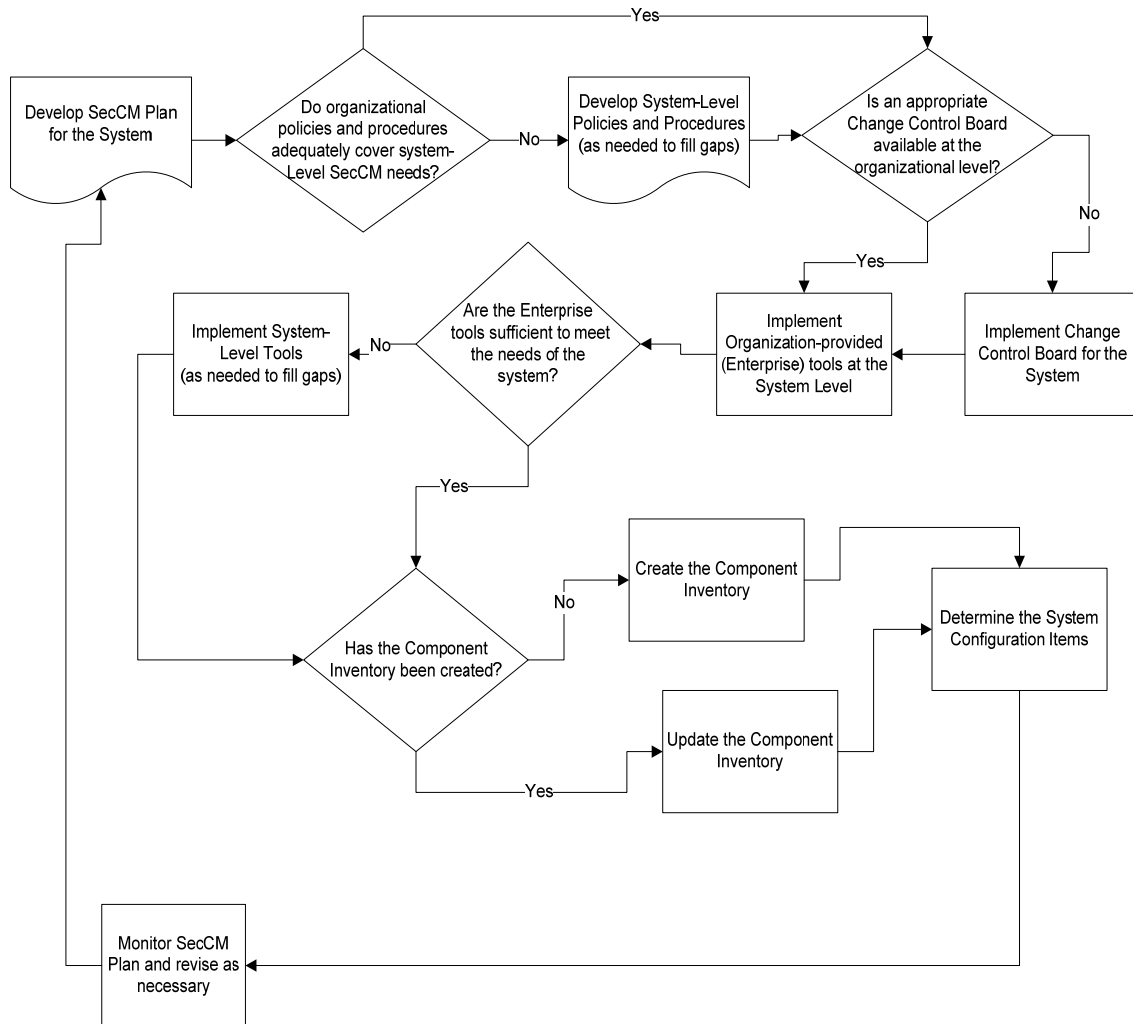 Yes
Develop SecCM Plan
for the System
Do organizational
policies and procedures
adequately cover system-
Level SecCM needs?
No
Develop System-Level
Policies and Procedures
(as needed to fill gaps)
Is an appropriate
Change Control Board
available at the
organizational level?
No
Yes
Implement System-
Level Tools
(as needed to fill gaps)
No
Are the Enterprise
tools sufficient to meet
the needs of the
system?
Implement
Organization-provided
(Enterprise) tools at the
System Level
Implement Change
Control Board for the
System
Yes
Has the Component
Inventory been created?
No
Create the Component
Inventory
Determine the System
Configuration Items
Yes
Update the Component
Inventory
Monitor SecCM
Plan and revise as
necessary